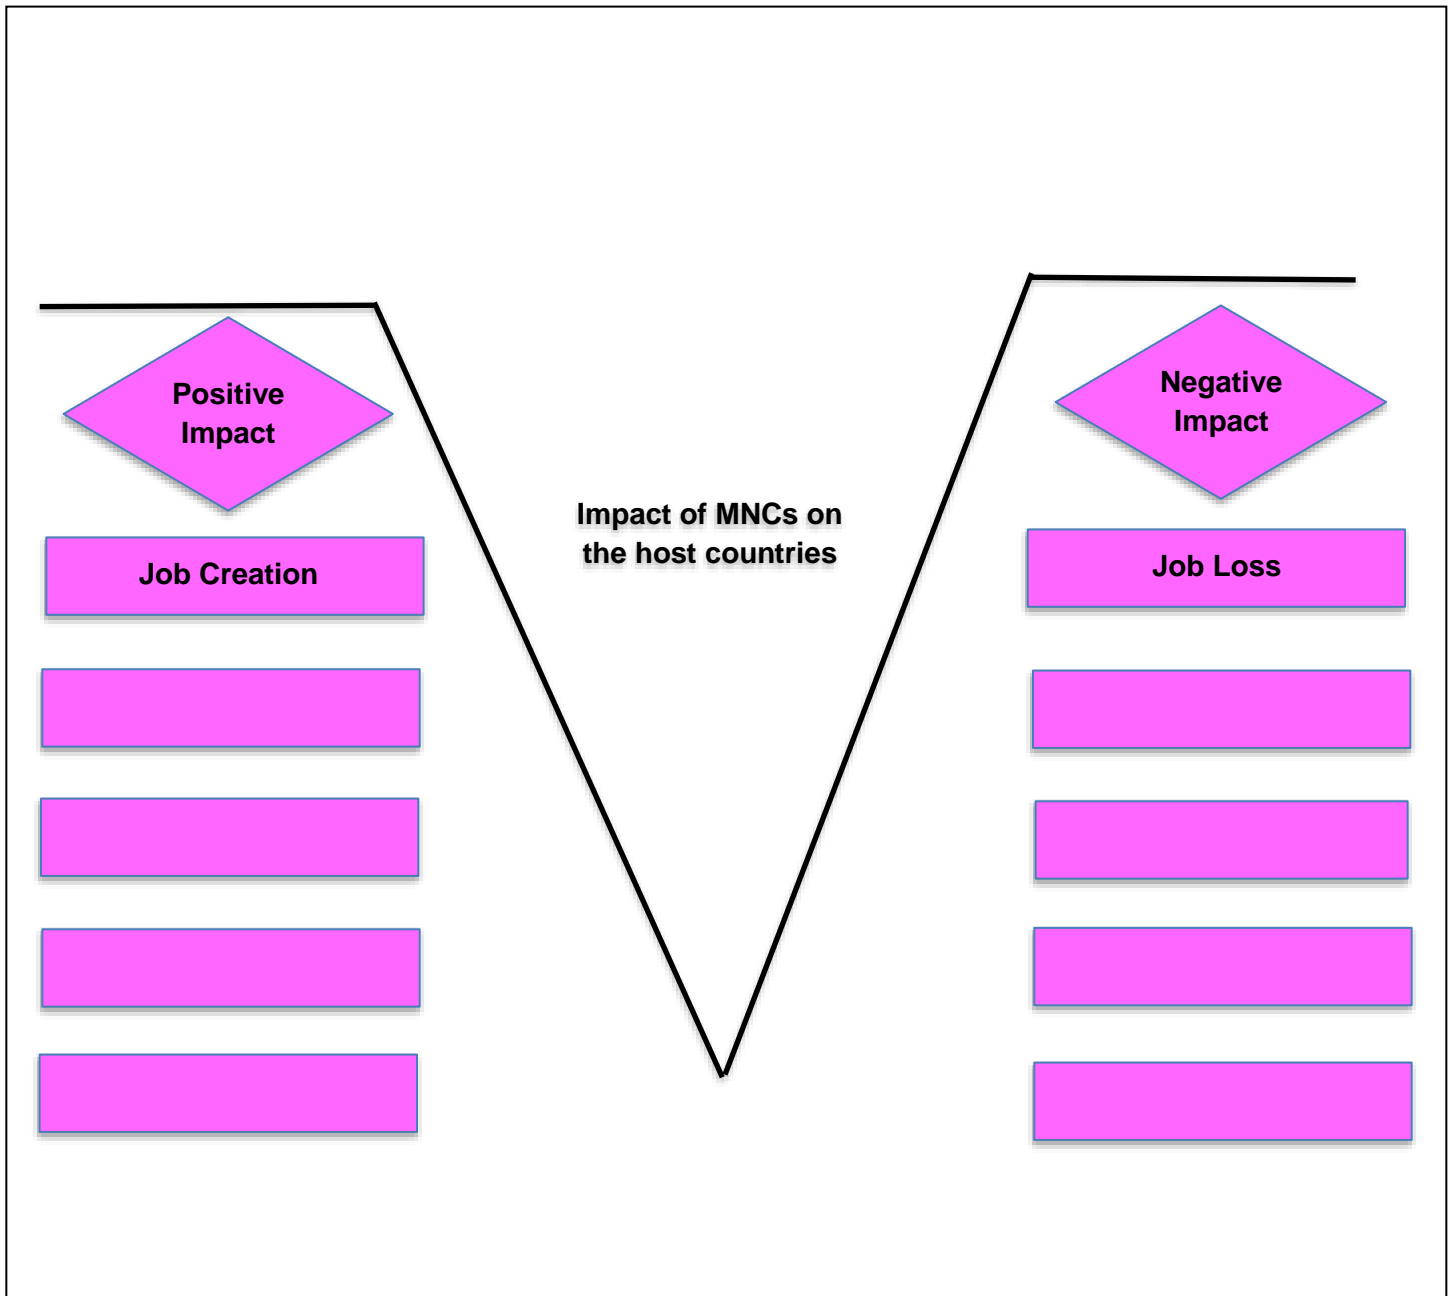 Positive
Impact
Negative
Impact
Impact of MNCs on
the host countries
Job Creation
Job Loss